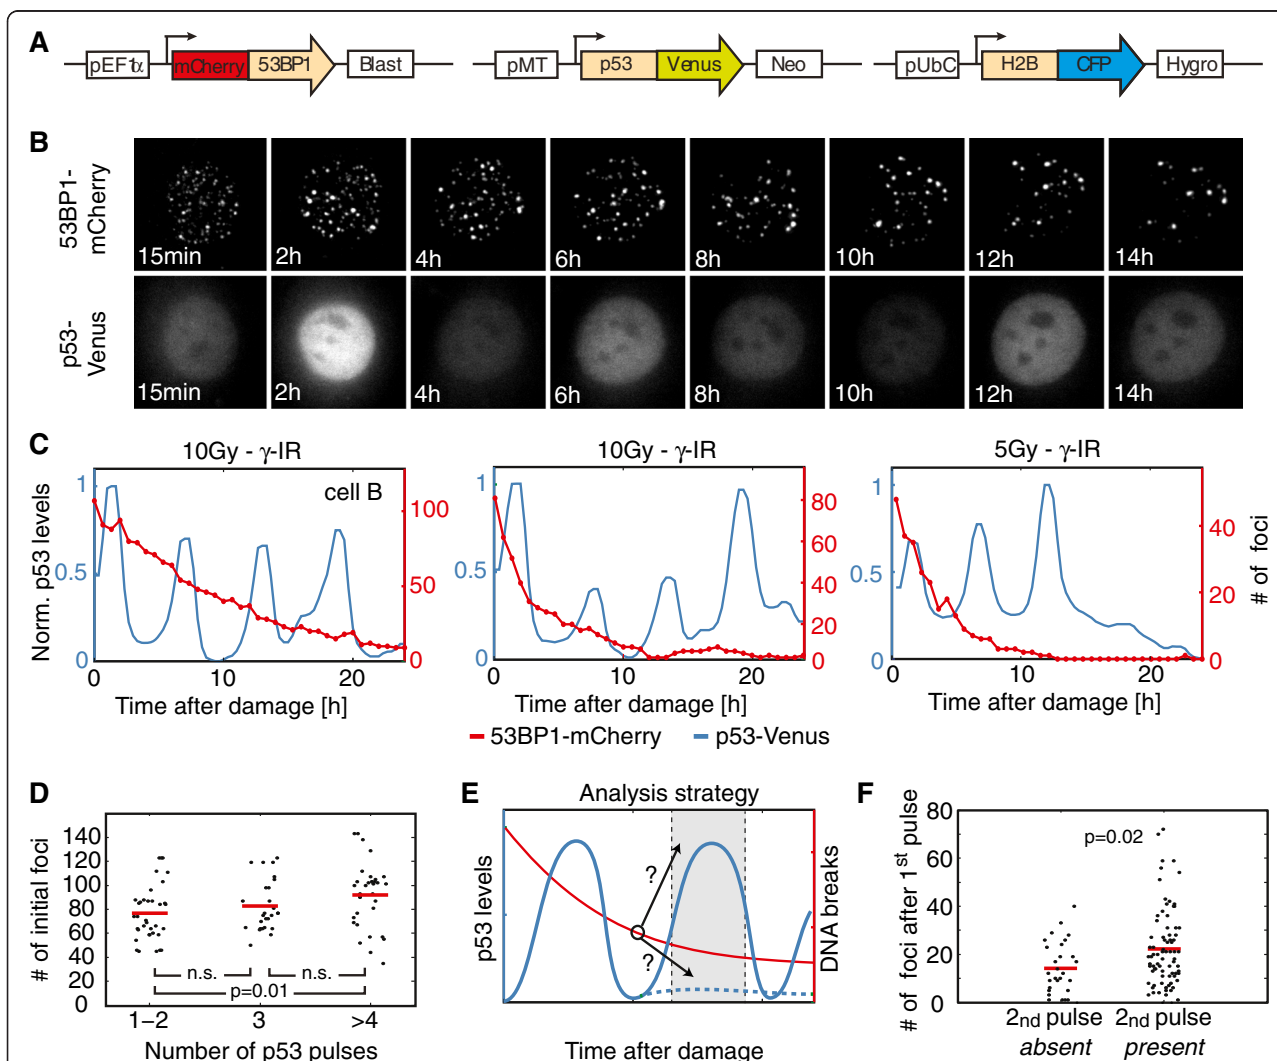 A
pEF1α mCherry 53BP1 Blast
pMT p53 Venus Neo
pUbC H2B CFP Hygro
B
53BP1-
mCherry
15min 2h 4h 6h 8h 10h 12h 14h
p53-
Venus
15min 2h 4h 6h 8h 10h 12h 14h
C
10Gy - γ-IR
cell B
Norm. p53 levels
1
0.5
0
100
50
0
0 10 20
Time after damage [h]
10Gy - γ-IR
1
0.5
0
80
60
40
20
0
0 10 20
Time after damage [h]
5Gy - γ-IR
1
0.5
0
40
20
0
# of foci
0 10 20
Time after damage [h]
53BP1-mCherry p53-Venus
D
# of initial foci
140
120
100
80
60
40
20
0
n.s. n.s.
p=0.01
1–2 3 >4
Number of p53 pulses
E
Analysis strategy
p53 levels
DNA breaks
?
?
Time after damage
F
# of foci after 1st pulse
80
60
40
20
0
p=0.02
2nd pulse 2nd pulse
absent present